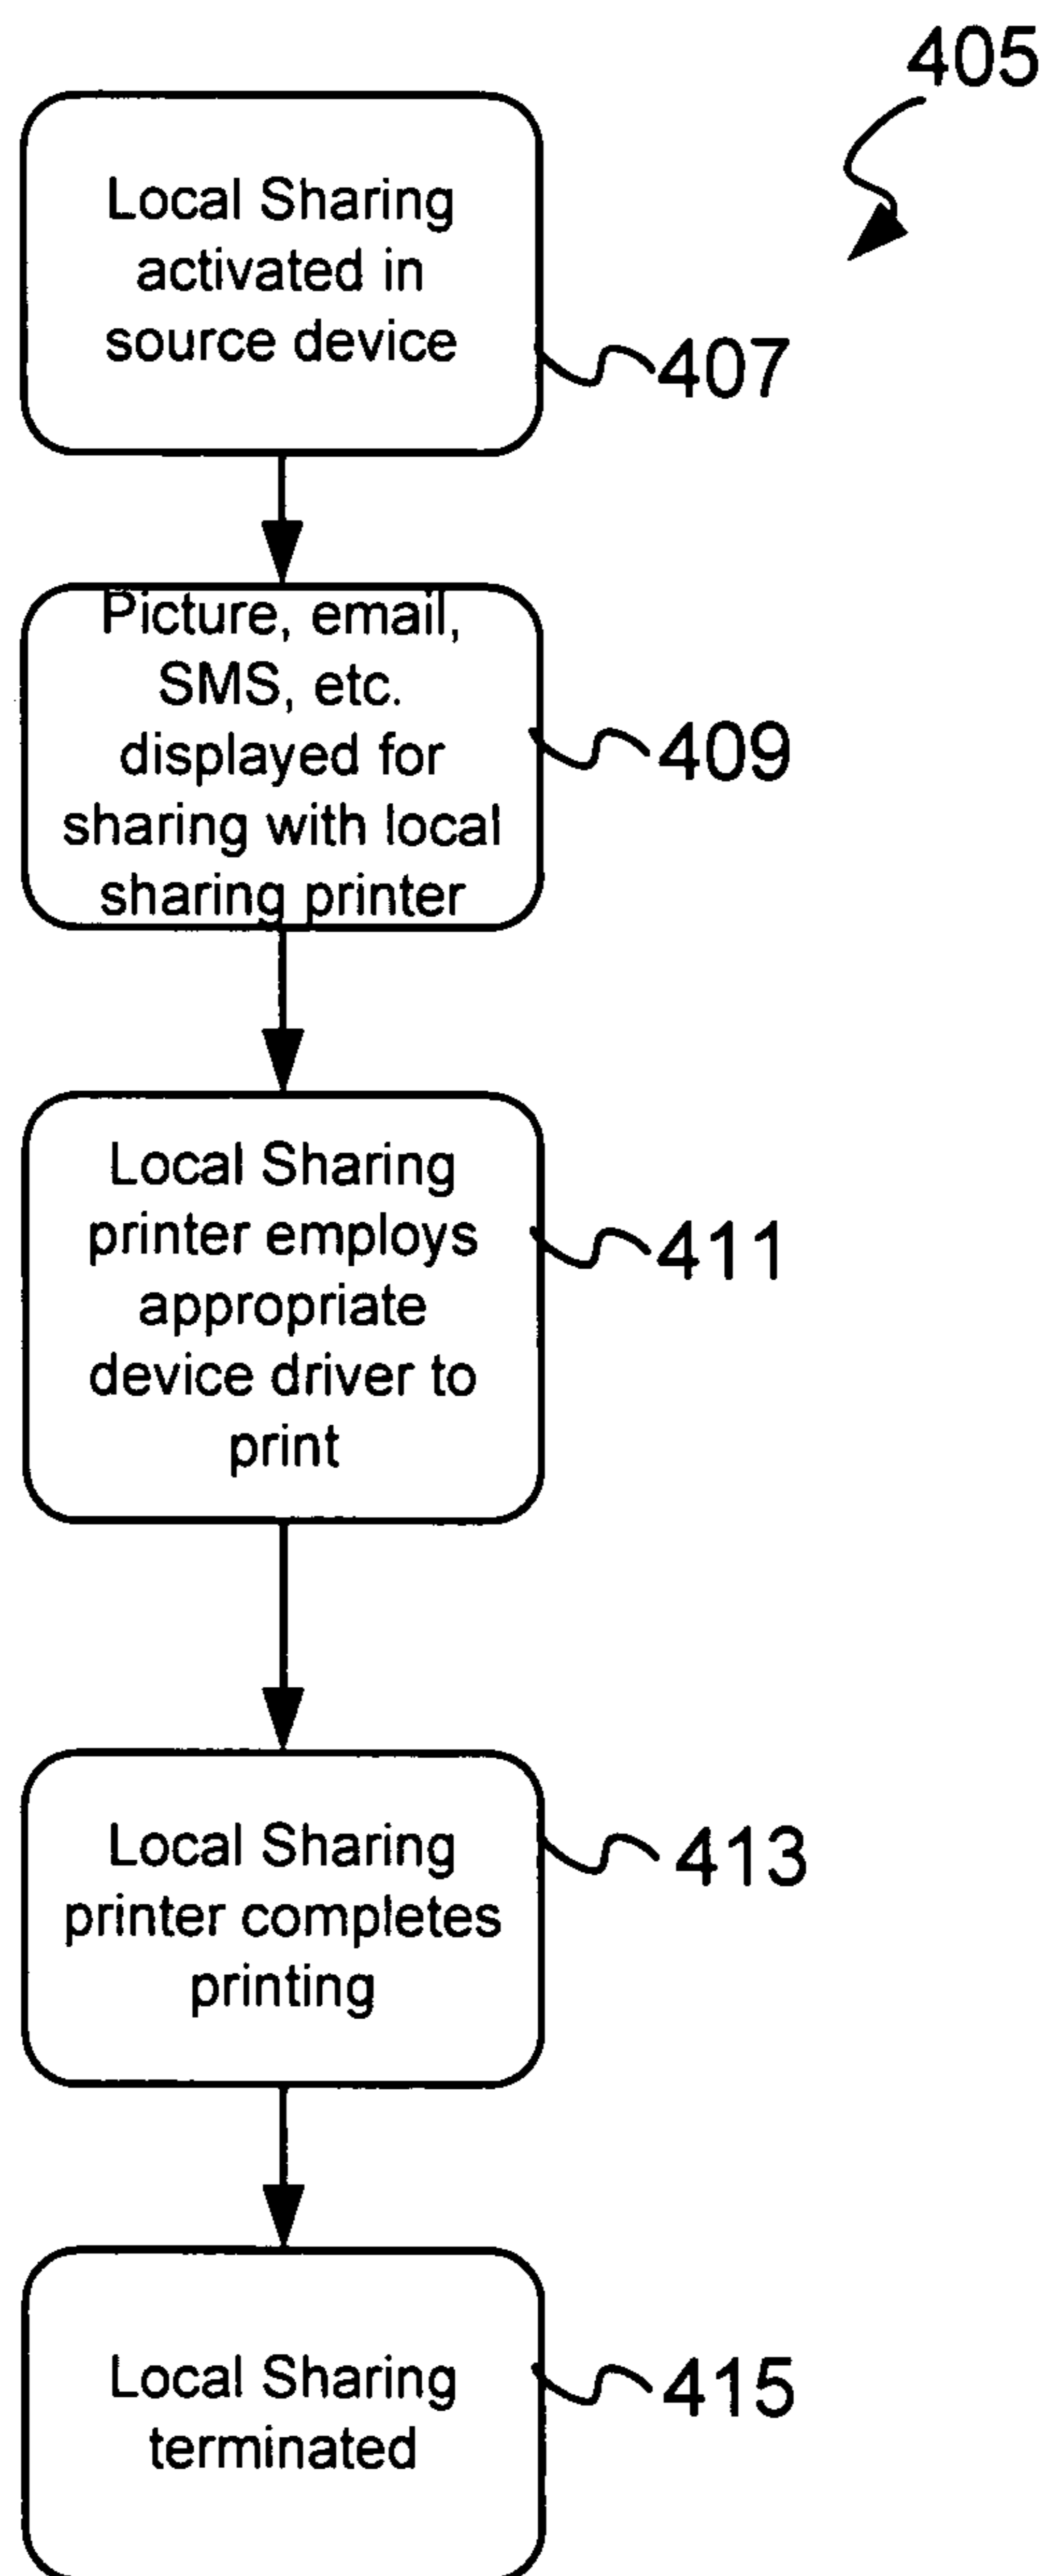 405
Local Sharing
activated in
source device
407
Picture, email,
SMS, etc.
displayed for
sharing with local
sharing printer
409
Local Sharing
printer employs
appropriate
device driver to
print
411
Local Sharing
printer completes
printing
413
Local Sharing
terminated
415